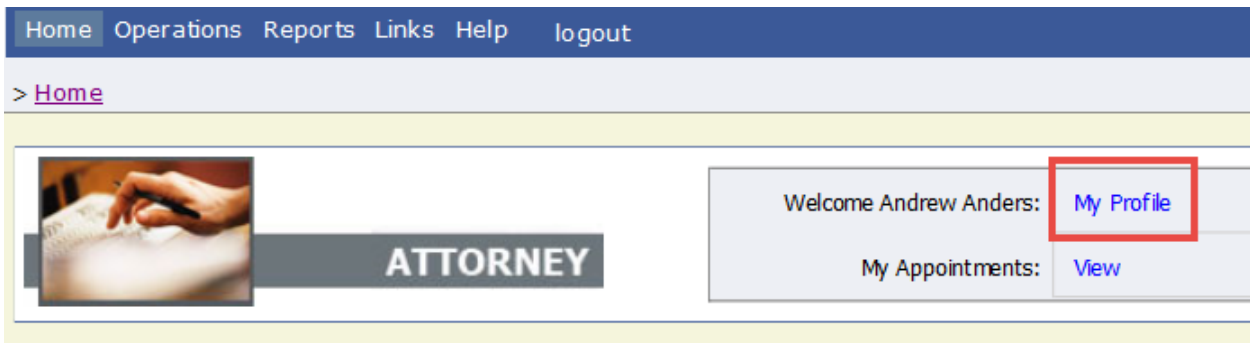 Home Operations Reports Links Help logout
> Home
ATTORNEY
Welcome Andrew Anders: My Profile
My Appointments: View